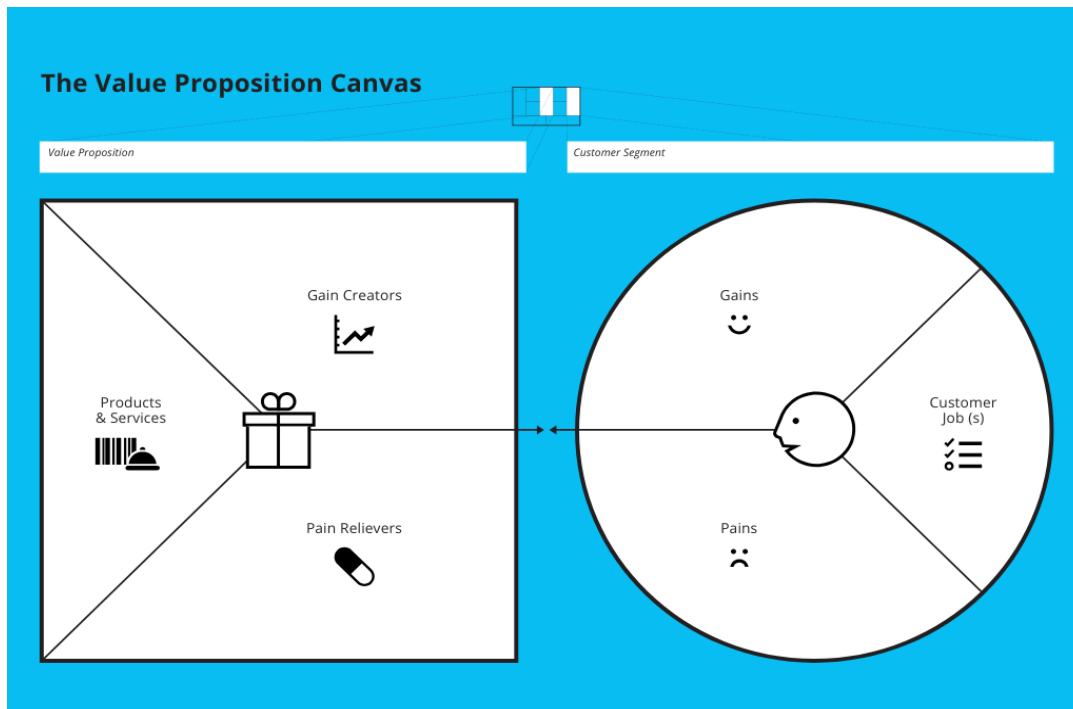 The Value Proposition Canvas
Value Proposition
Customer Segment
Gain Creators
Products
& Services
Pain Relievers
Gains
Customer
Job (s)
Pains